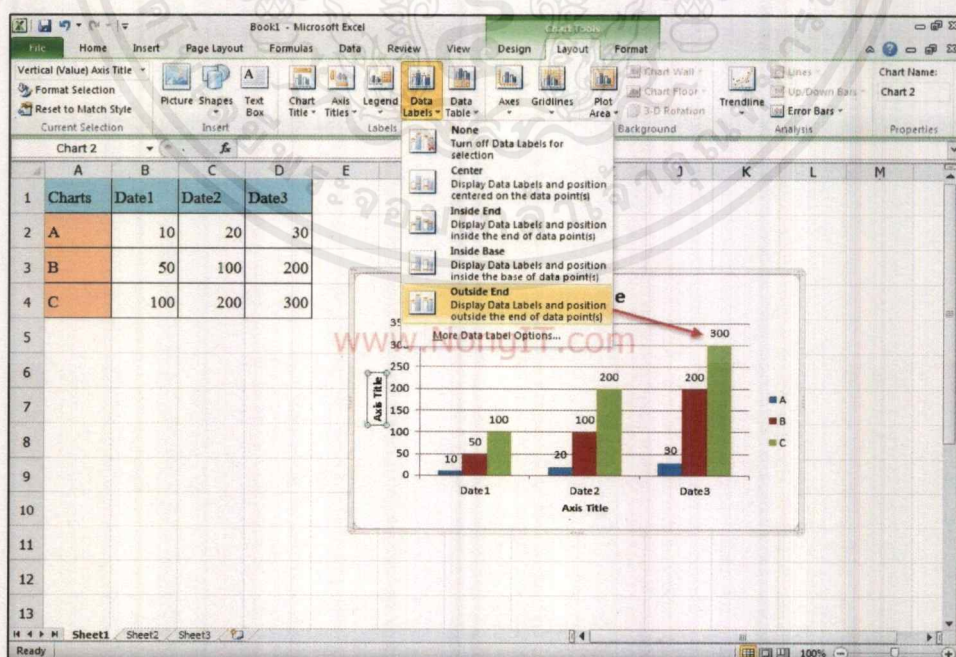 Book1 - Microsoft Excel
Chart Tools
File Home Insert Page Layout Formulas Data Review View Design Layout Format
Vertical (Value) Axis Title
Format Selection
Reset to Match Style
Current Selection
Picture Shapes Text Box
Insert
Chart Title Axis Titles Legend Data Labels Data Table
Labels
Axes Gridlines
Plot Area
Chart Wall
Chart Floor
3-D Rotation
Background
Trendline
Lines
Up/Down Bars
Error Bars
Analysis
Chart Name:
Chart 2
Properties
Chart 2 fx
None
Turn off Data Labels for selection
Center
Display Data Labels and position centered on the data point(s)
Inside End
Display Data Labels and position inside the end of data point(s)
Inside Base
Display Data Labels and position inside the base of data point(s)
Outside End
Display Data Labels and position outside the end of data point(s)
More Data Label Options...
A B C D E J K L M
1 Charts Date1 Date2 Date3
2 A 10 20 30
3 B 50 100 200
4 C 100 200 300
5
6
7
8
9
10
11
12
13
www.NongIT.com
e
250
200
150
100
50
0
Axis Title
10 50 100
20 100 200
30 200 300
Date1 Date2 Date3
Axis Title
A
B
C
Sheet1 Sheet2 Sheet3
Ready 100%